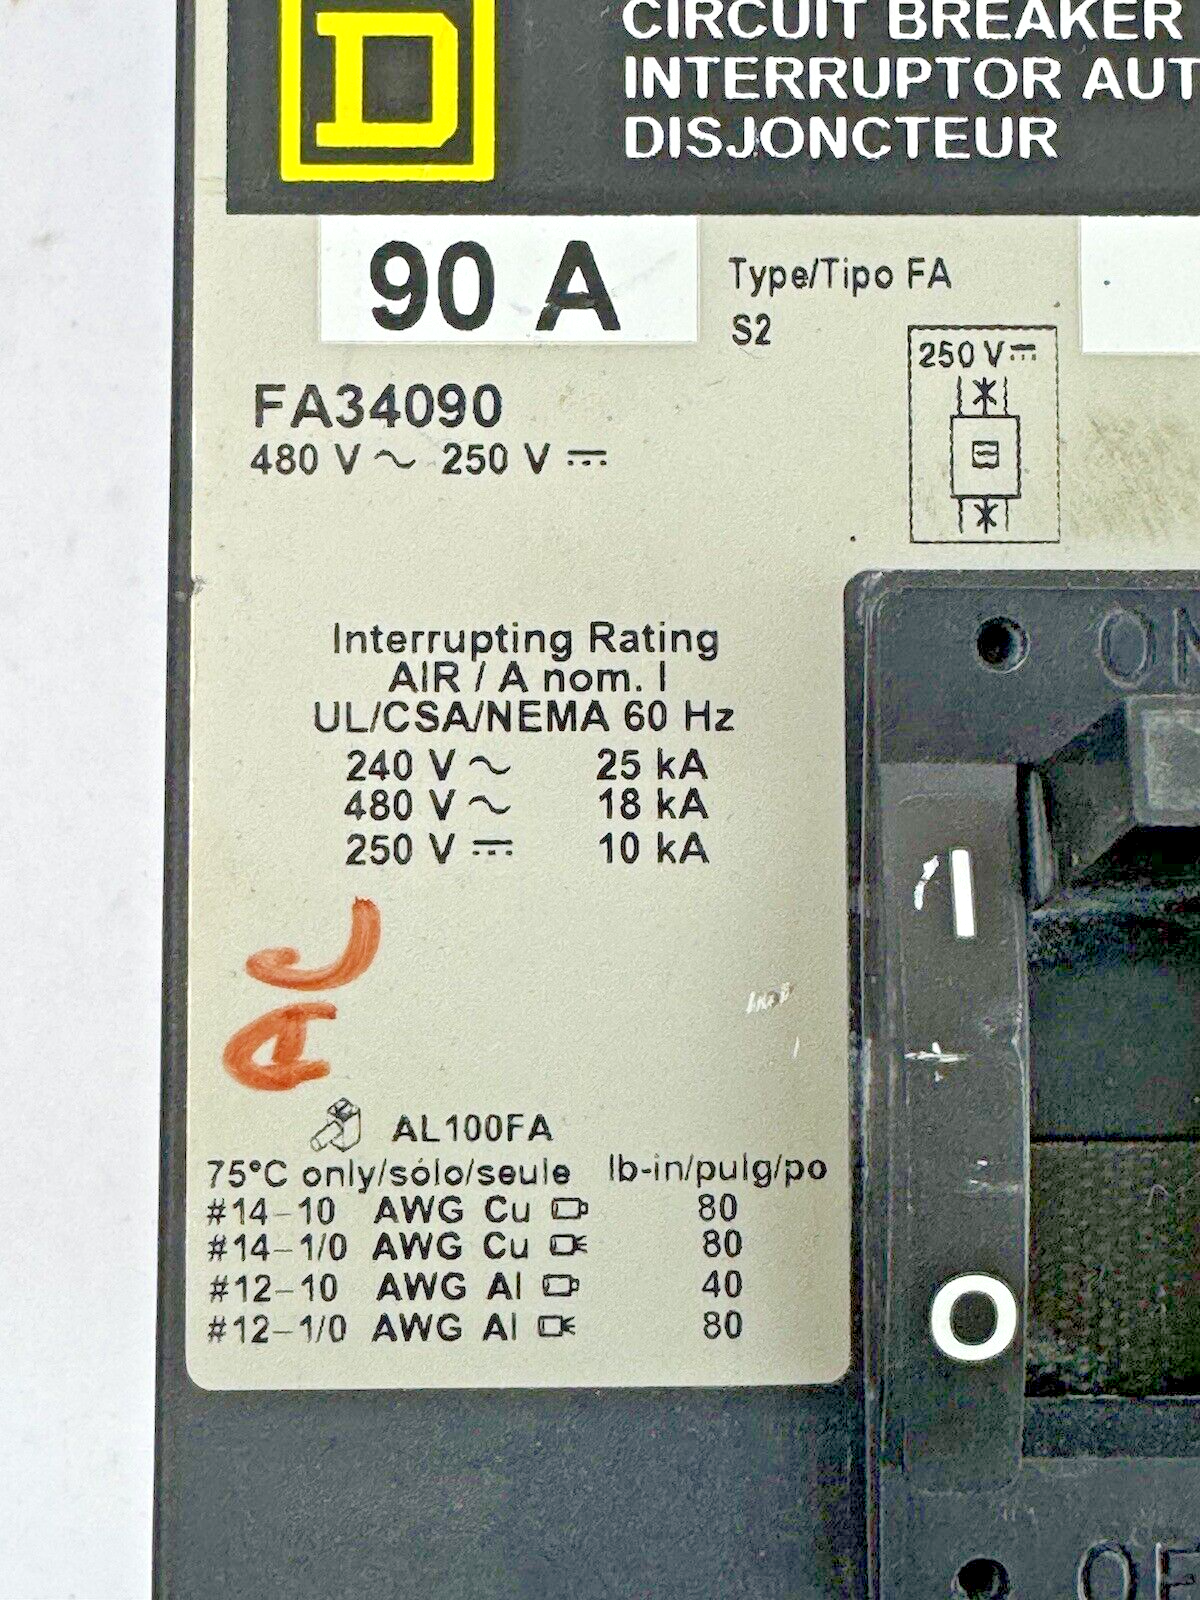 D
CIRCUIT BREAKER
INTERRUPTOR AUT
DISJONCTEUR
90 A
Type/Tipo FA
S2
250 V⎓
FA34090
480 V ~ 250 V ⎓
Interrupting Rating
AIR / A nom. I
UL/CSA/NEMA 60 Hz
240 V ~ 25 kA
480 V ~ 18 kA
250 V ⎓ 10 kA
AC
AL100FA
75°C only/sólo/seule lb-in/pulg/po
#14-10 AWG Cu 80
#14-1/0 AWG Cu 80
#12-10 AWG Al 40
#12-1/0 AWG Al 80
ON
I
O
OF